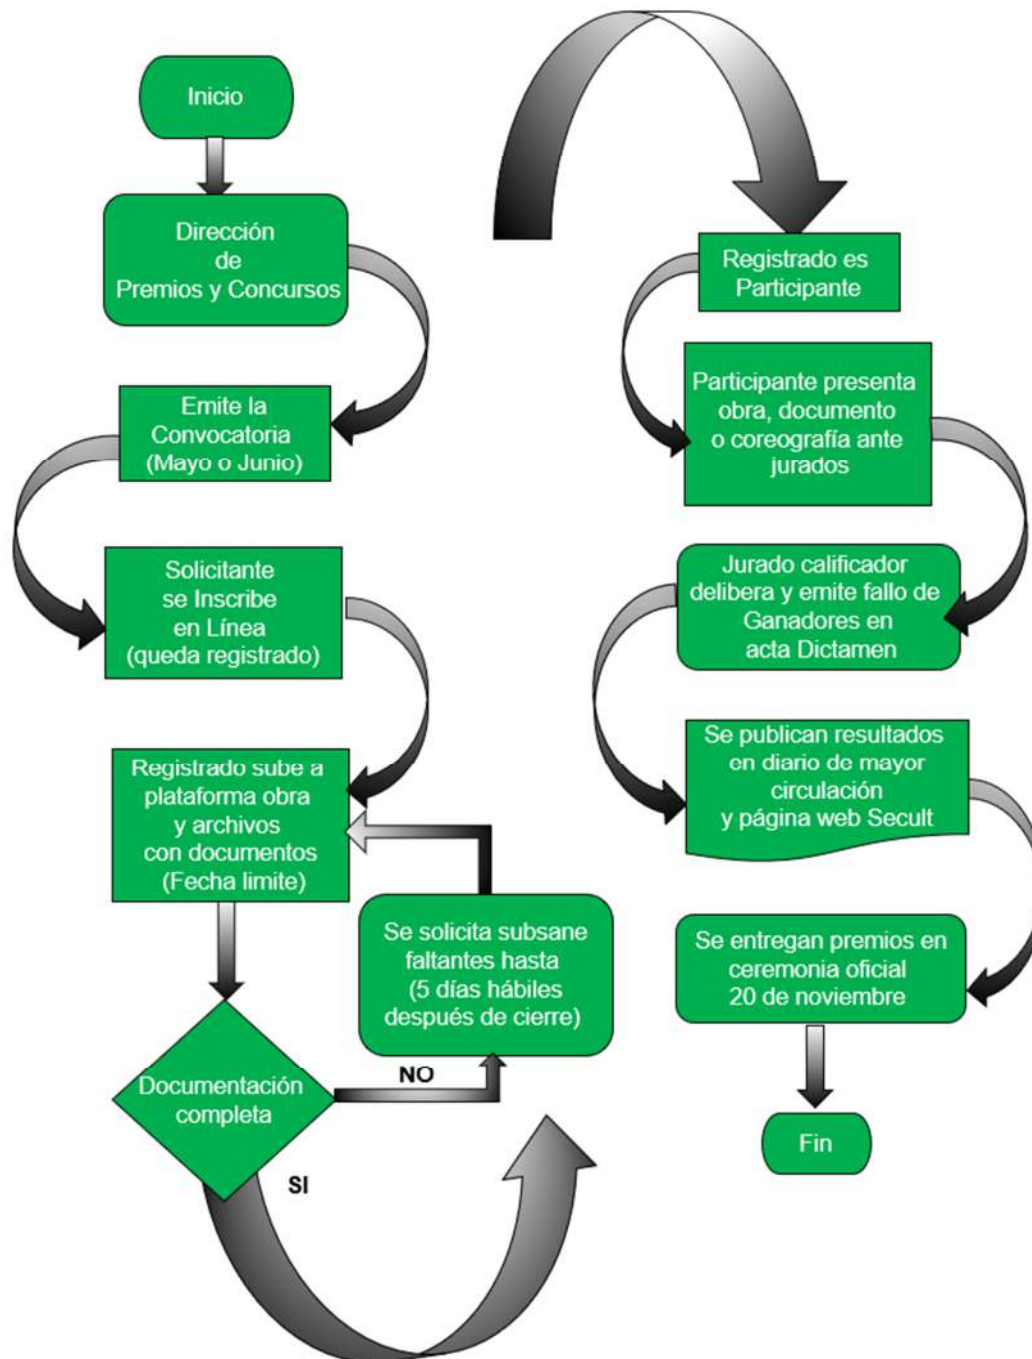 Inicio
Dirección
de
Premios y Concursos
Emite la
Convocatoria
(Mayo o Junio)
Solicitante
se Inscribe
en Línea
(queda registrado)
Registrado sube a
plataforma obra
y archivos
con documentos
(Fecha limite)
Se solicita subsane
faltantes hasta
(5 días hábiles
después de cierre)
NO
Documentación
completa
SI
Registrado es
Participante
Participante presenta
obra, documento
o coreografía ante
jurados
Jurado calificador
delibera y emite fallo de
Ganadores en
acta Dictamen
Se publican resultados
en diario de mayor
circulación
y página web Secult
Se entregan premios en
ceremonia oficial
20 de noviembre
Fin